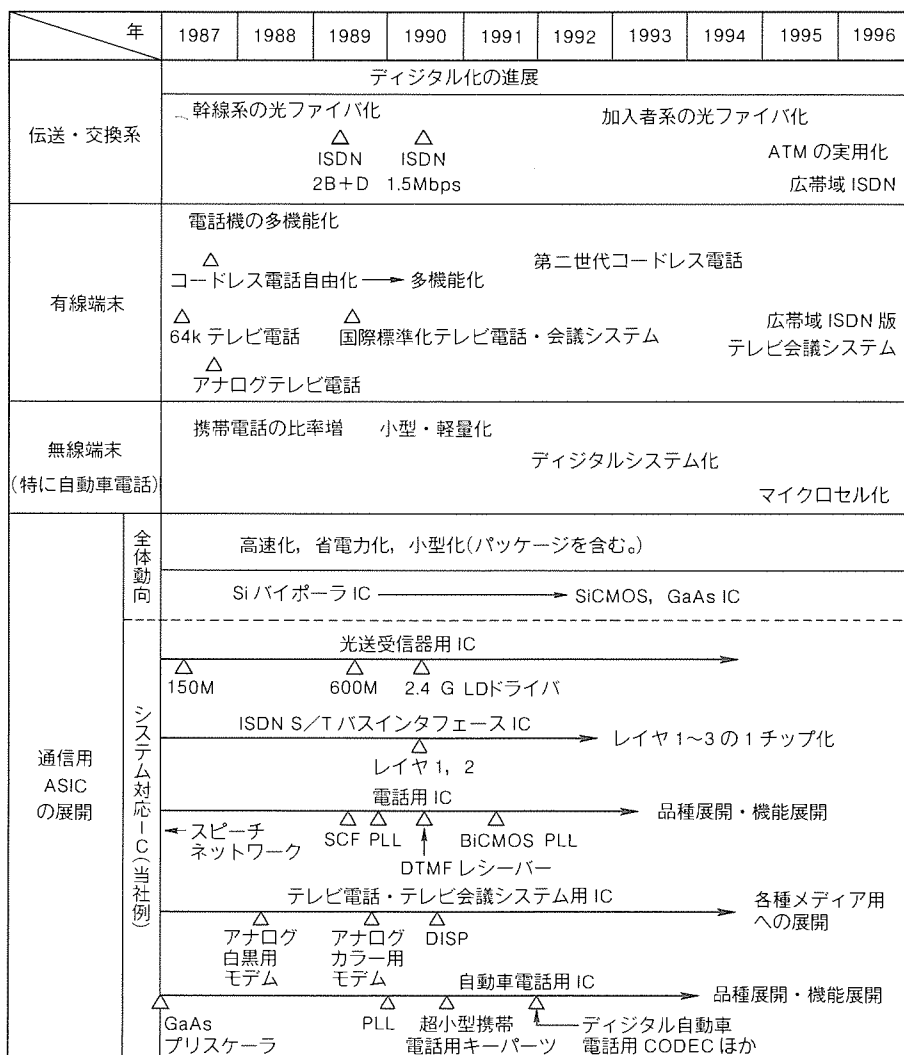 年
1987 1988 1989 1990 1991 1992 1993 1994 1995 1996
伝送・交換系
ディジタル化の進展
幹線系の光ファイバ化
加入者系の光ファイバ化
△ △
ISDN ISDN
2B+D 1.5Mbps
ATM の実用化
広帯域 ISDN
有線端末
電話機の多機能化
△
コードレス電話自由化 → 多機能化
第二世代コードレス電話
△ △
64k テレビ電話 国際標準化テレビ電話・会議システム
広帯域 ISDN 版
テレビ会議システム
△
アナログテレビ電話
無線端末
(特に自動車電話)
携帯電話の比率増 小型・軽量化
ディジタルシステム化
マイクロセル化
通信用
ASIC
の展開
全体動向
高速化, 省電力化, 小型化(パッケージを含む。)
Si バイポーラ IC → SiCMOS, GaAs IC
システム対応IC(当社例)
光送受信器用 IC
△ △ △
150M 600M 2.4 G LDドライバ
ISDN S/T バスインタフェース IC
レイヤ 1~3 の 1 チップ化
△
レイヤ 1, 2
電話用 IC
品種展開・機能展開
△ △ △ △
← スピーチ
ネットワーク
SCF PLL
↑
BiCMOS PLL
DTMF レシーバー
テレビ電話・テレビ会議システム用 IC
各種メディア用
への展開
△ △ △
アナログ
白黒用
モデム
アナログ
カラー用
モデム
DISP
自動車電話用 IC
品種展開・機能展開
△ △ △ △
GaAs
プリスケーラ
PLL
超小型携帯
電話用キーパーツ
ディジタル自動車
電話用 CODEC ほか